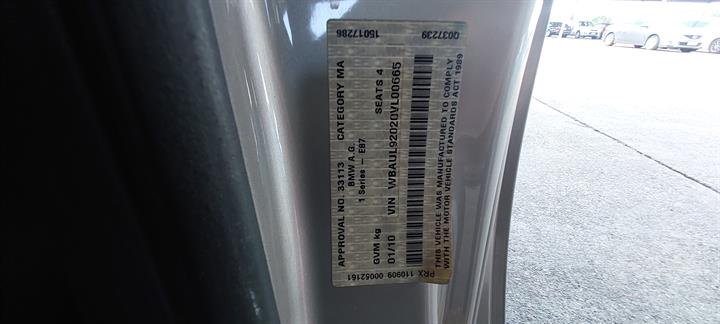 15017286 Q037239
APPROVAL NO. 33113 CATEGORY MA
BMW A.G.
1 Series - E87
GVM kg SEATS 4
01/10 VIN WBAUL92020VL00665
THIS VEHICLE WAS MANUFACTURED TO COMPLY
WITH THE MOTOR VEHICLE STANDARDS ACT 1989
PRX 110909 00052161